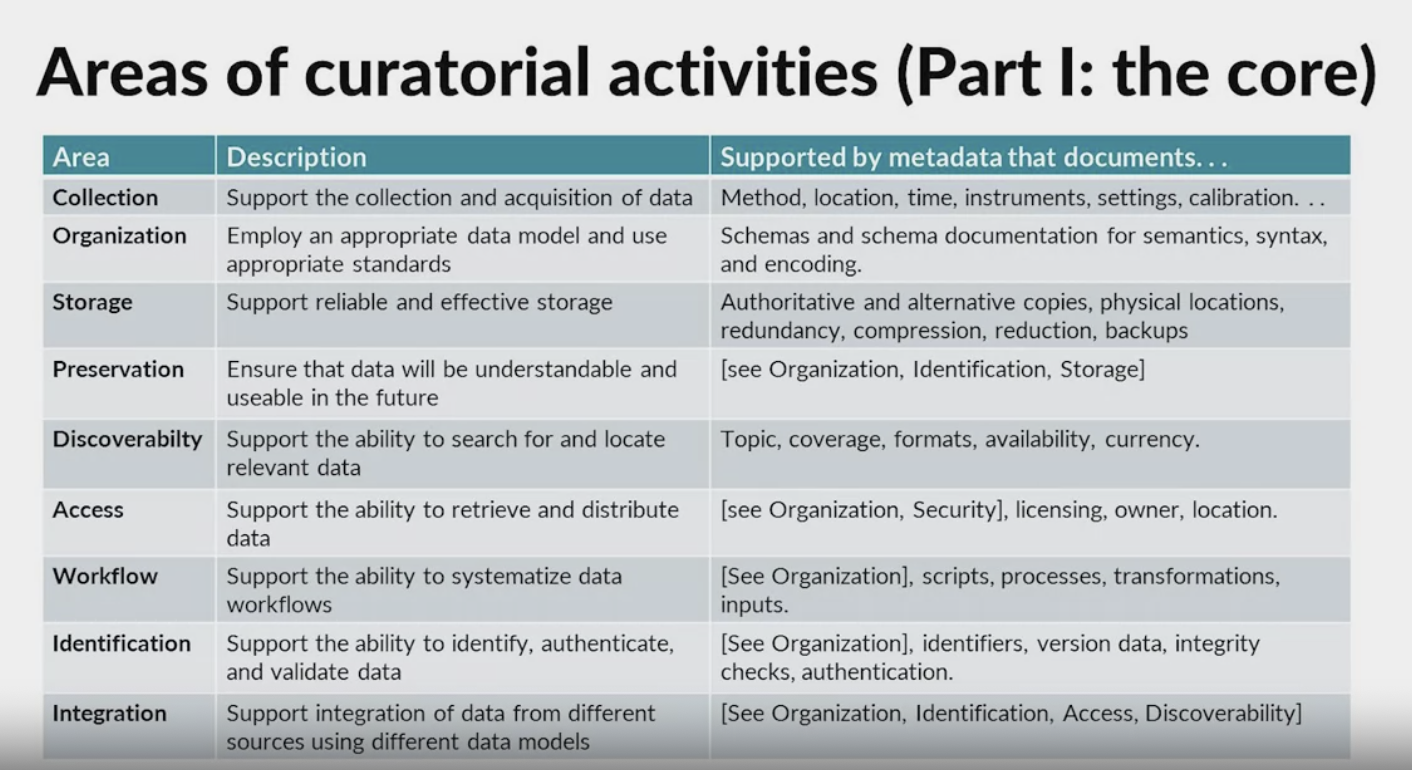 Areas of curatorial activities (Part I: the core)
Area Description Supported by metadata that documents. . .
Collection Support the collection and acquisition of data Method, location, time, instruments, settings, calibration. . .
Organization Employ an appropriate data model and use Schemas and schema documentation for semantics, syntax,
appropriate standards and encoding.
Storage Support reliable and effective storage Authoritative and alternative copies, physical locations,
redundancy, compression, reduction, backups
Preservation Ensure that data will be understandable and [see Organization, Identification, Storage]
useable in the future
Discoverabilty Support the ability to search for and locate Topic, coverage, formats, availability, currency.
relevant data
Access Support the ability to retrieve and distribute [see Organization, Security], licensing, owner, location.
data
Workflow Support the ability to systematize data [See Organization], scripts, processes, transformations,
workflows inputs.
Identification Support the ability to identify, authenticate, [See Organization], identifiers, version data, integrity
and validate data checks, authentication.
Integration Support integration of data from different [See Organization, Identification, Access, Discoverability]
sources using different data models